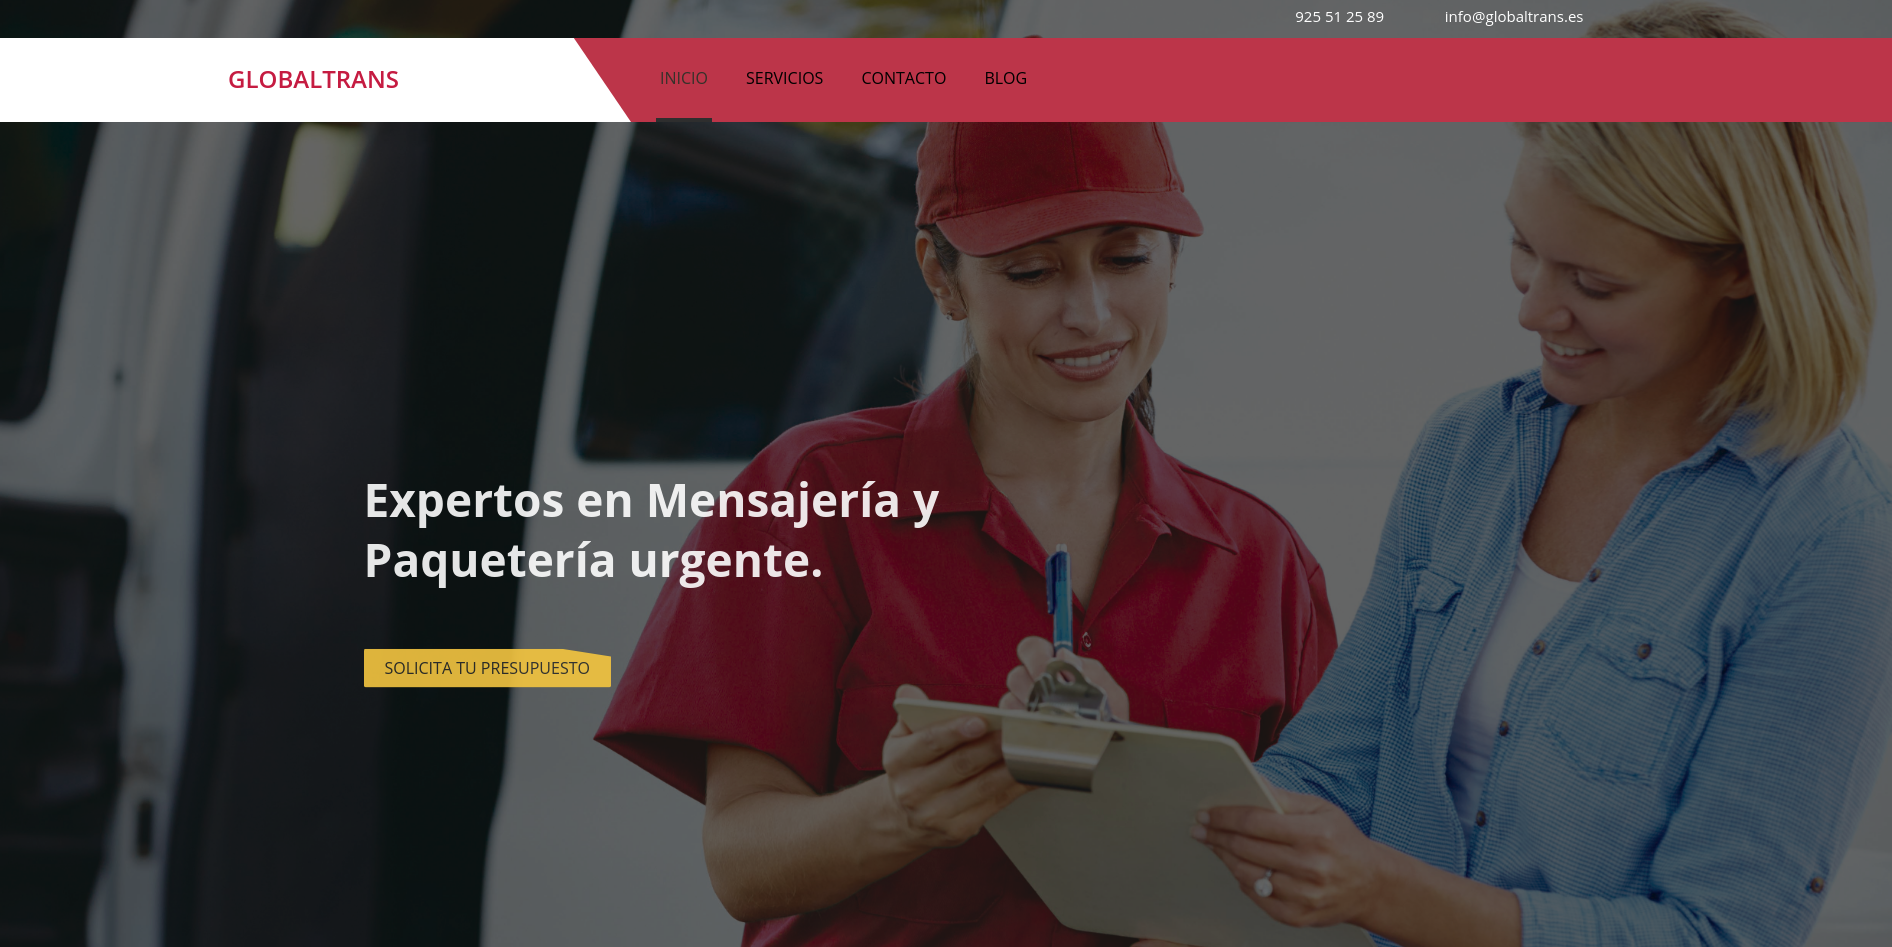 925 51 25 89
info@globaltrans.es
GLOBALTRANS
INICIO
SERVICIOS
CONTACTO
BLOG
Expertos en Mensajería y
Paquetería urgente.
SOLICITA TU PRESUPUESTO